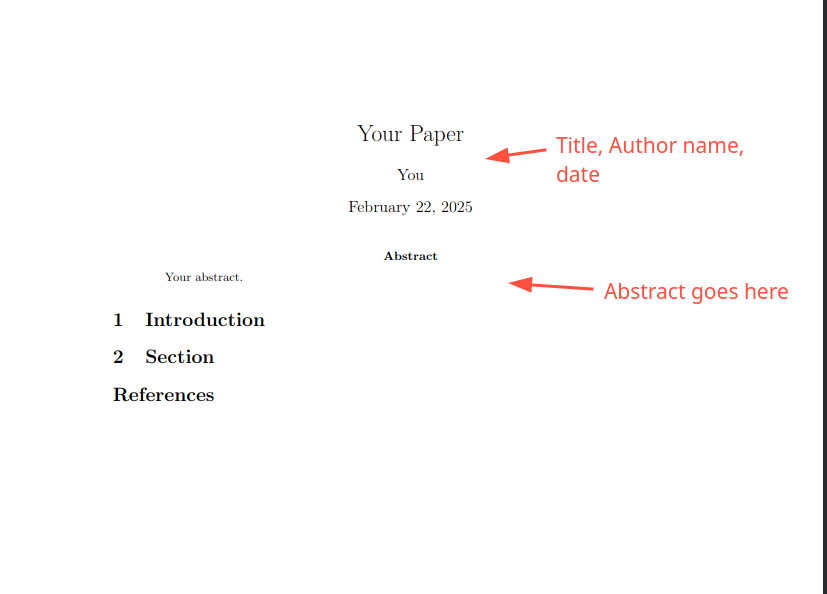 Your Paper
Title, Author name,
date
You
February 22, 2025
Abstract
Your abstract.
Abstract goes here
1 Introduction
2 Section
References